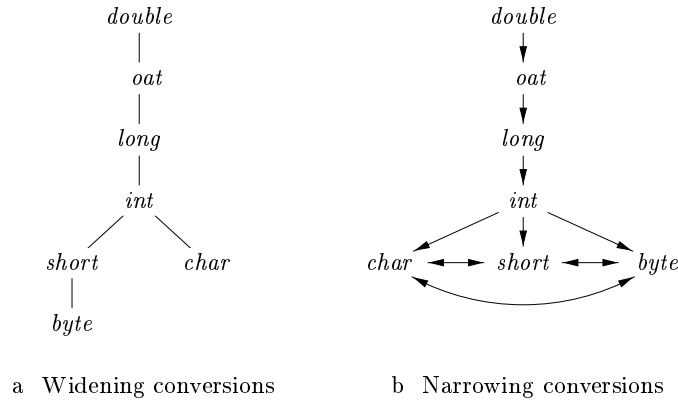 double double
oat oat
long long
int int
short char char short byte
byte
a Widening conversions b Narrowing conversions